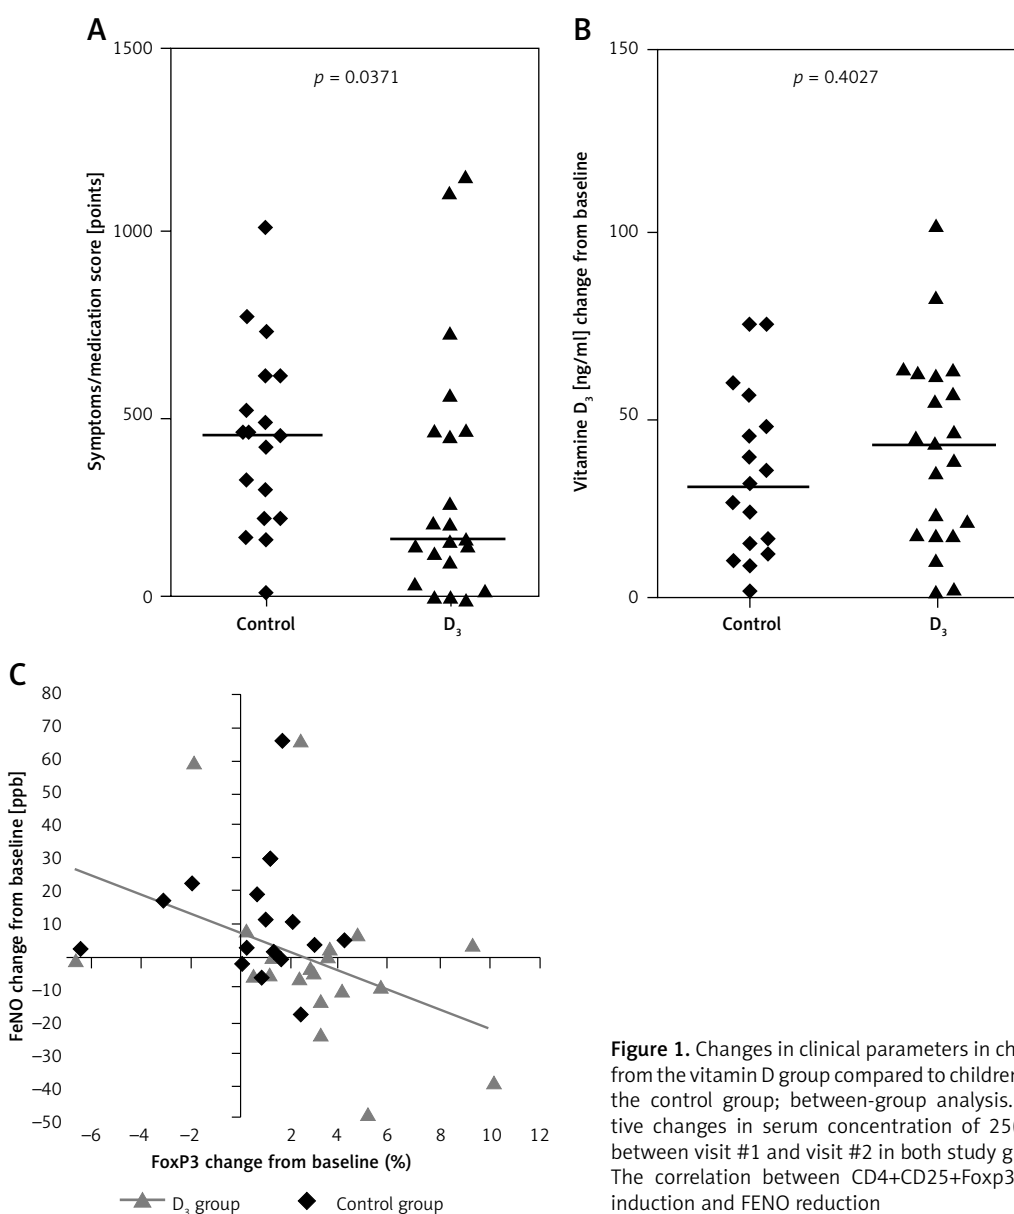 A
1500
1000
500
0
Symptoms/medication score [points]
p = 0.0371
Control
D3
B
150
100
50
0
Vitamine D3 [ng/ml] change from baseline
p = 0.4027
Control
D3
C
80
70
60
50
40
30
20
10
0
–10
–20
–30
–40
–50
FeNO change from baseline [ppb]
–6 –4 –2 2 4 6 8 10 12
FoxP3 change from baseline (%)
D3 group
Control group
Figure 1. Changes in clinical parameters in ch
from the vitamin D group compared to children
the control group; between-group analysis.
tive changes in serum concentration of 25
between visit #1 and visit #2 in both study g
The correlation between CD4+CD25+Foxp3
induction and FENO reduction